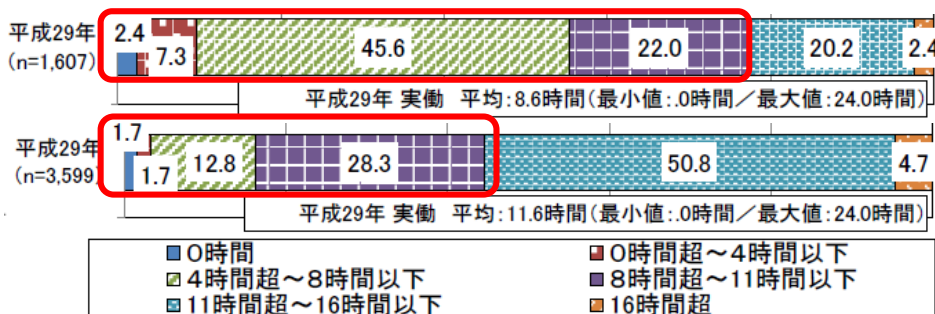 平成29年
(n=1,607)
2.4 7.3 45.6 22.0 20.2 2.4
平成29年 実働 平均:8.6時間(最小値:.0時間/最大値:24.0時間)
平成29年
(n=3,599)
1.7 1.7 12.8 28.3 50.8 4.7
平成29年 実働 平均:11.6時間(最小値:.0時間/最大値:24.0時間)
0時間 0時間超~4時間以下
4時間超~8時間以下 8時間超~11時間以下
11時間超~16時間以下 16時間超